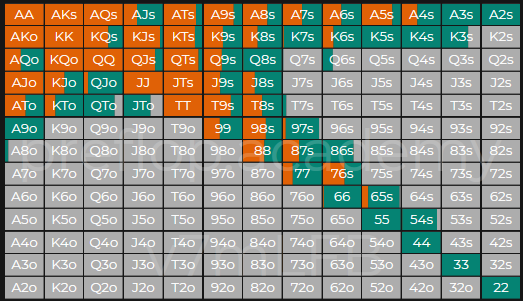 AA AKs AQs AJs ATs A9s A8s A7s A6s A5s A4s A3s A2s
AKo KK KQs KJs KTs K9s K8s K7s K6s K5s K4s K3s K2s
AQo KQo QQ QJs QTs Q9s Q8s Q7s Q6s Q5s Q4s Q3s Q2s
AJo KJo QJo JJ JTs J9s J8s J7s J6s J5s J4s J3s J2s
ATo KTo QTo JTo TT T9s T8s T7s T6s T5s T4s T3s T2s
A9o K9o Q9o J9o T9o 99 98s 97s 96s 95s 94s 93s 92s
A8o K8o Q8o J8o T8o 98o 88 87s 86s 85s 84s 83s 82s
A7o K7o Q7o J7o T7o 97o 87o 77 76s 75s 74s 73s 72s
A6o K6o Q6o J6o T6o 96o 86o 76o 66 65s 64s 63s 62s
A5o K5o Q5o J5o T5o 95o 85o 75o 65o 55 54s 53s 52s
A4o K4o Q4o J4o T4o 94o 84o 74o 64o 54o 44 43s 42s
A3o K3o Q3o J3o T3o 93o 83o 73o 63o 53o 43o 33 32s
A2o K2o Q2o J2o T2o 92o 82o 72o 62o 52o 42o 32o 22